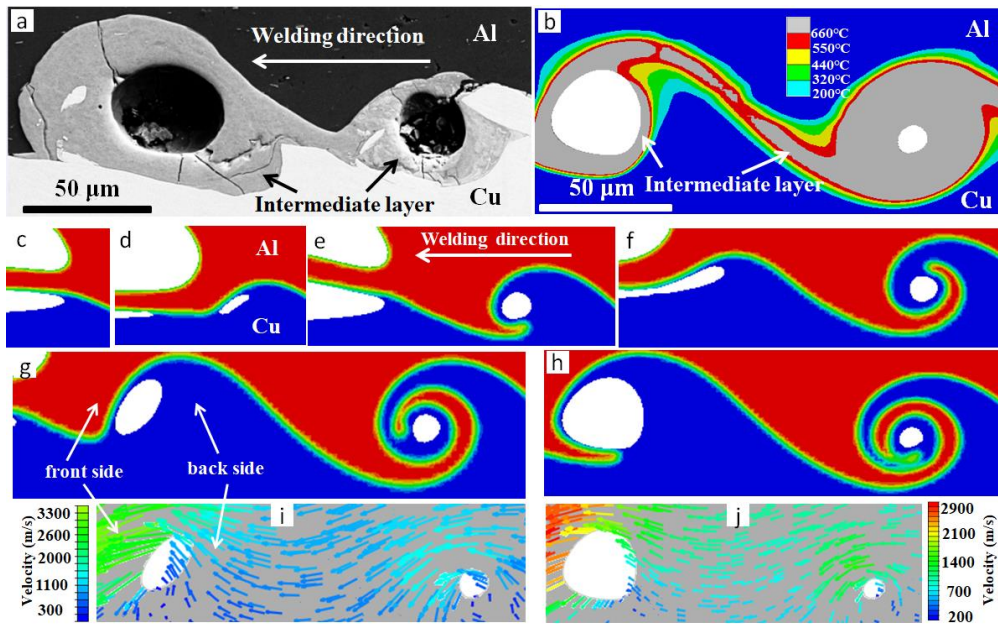 a
Welding direction
Al
50 µm
Intermediate layer
Cu
b
660°C
550°C
440°C
320°C
200°C
Al
50 µm
Intermediate layer
Cu
c
d
Al
Cu
e
Welding direction
f
g
front side
back side
h
i
3300
2600
2000
1100
300
Velocity (m/s)
j
2900
2100
1400
700
200
Velocity (m/s)